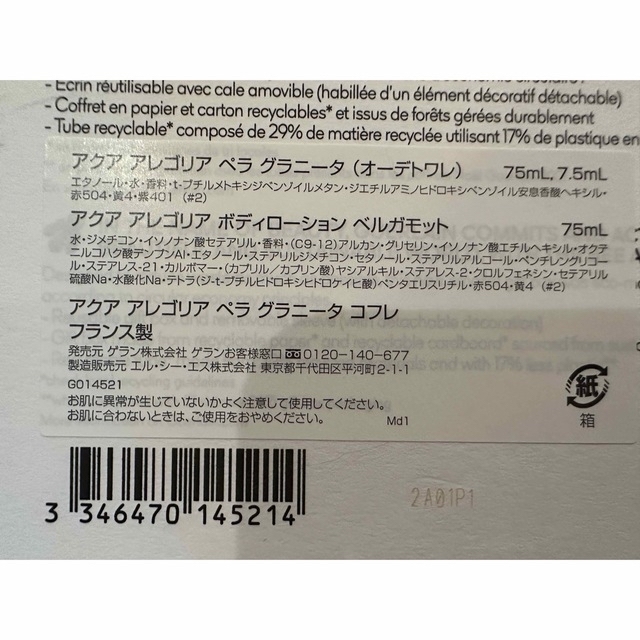 - Ecrin réutilisable avec cale amovible (habillée d'un élément décoratif détachable)
- Coffret en papier et carton recyclables* et issus de forêts gérées durablement
- Tube recyclable* composé de 29% de matière recyclée utilisant 17% de plastique en
アクア アレゴリア ペラ グラニータ (オーデトワレ) 75mL, 7.5mL
エタノール・水・香料・t-ブチルメトキシジベンゾイルメタン・ジエチルアミノヒドロキシベンゾイル安息香酸ヘキシル・
赤504・黄4・紫401 (#2)
アクア アレゴリア ボディローション ベルガモット 75mL
水・ジメチコン・イソノナン酸セテアリル・香料・(C9-12)アルカン・グリセリン・イソノナン酸エチルヘキシル・オクテ
ニルコハク酸デンプンAl・エタノール・ステアリルジメチコン・セタノール・ステアリルアルコール・ペンチレングリコー
ル・ステアレス-21・カルボマー・(カプリル/カプリン酸)ヤシアルキル・ステアレス-2・クロルフェネシン・セテアリル
硫酸Na・水酸化Na・テトラ(ジ-t-ブチルヒドロキシヒドロケイヒ酸)ペンタエリスリチル・赤504・黄4 (#2)
アクア アレゴリア ペラ グラニータ コフレ
フランス製
発売元 ゲラン株式会社 ゲランお客様窓口 0120-140-677
製造販売元 エル・シー・エス株式会社 東京都千代田区平河町2-1-1
G014521
お肌に異常が生じていないかよく注意して使用してください。
お肌に合わないときは、ご使用をおやめください。 Md1
紙
箱
3 346470 145214
2A01P1